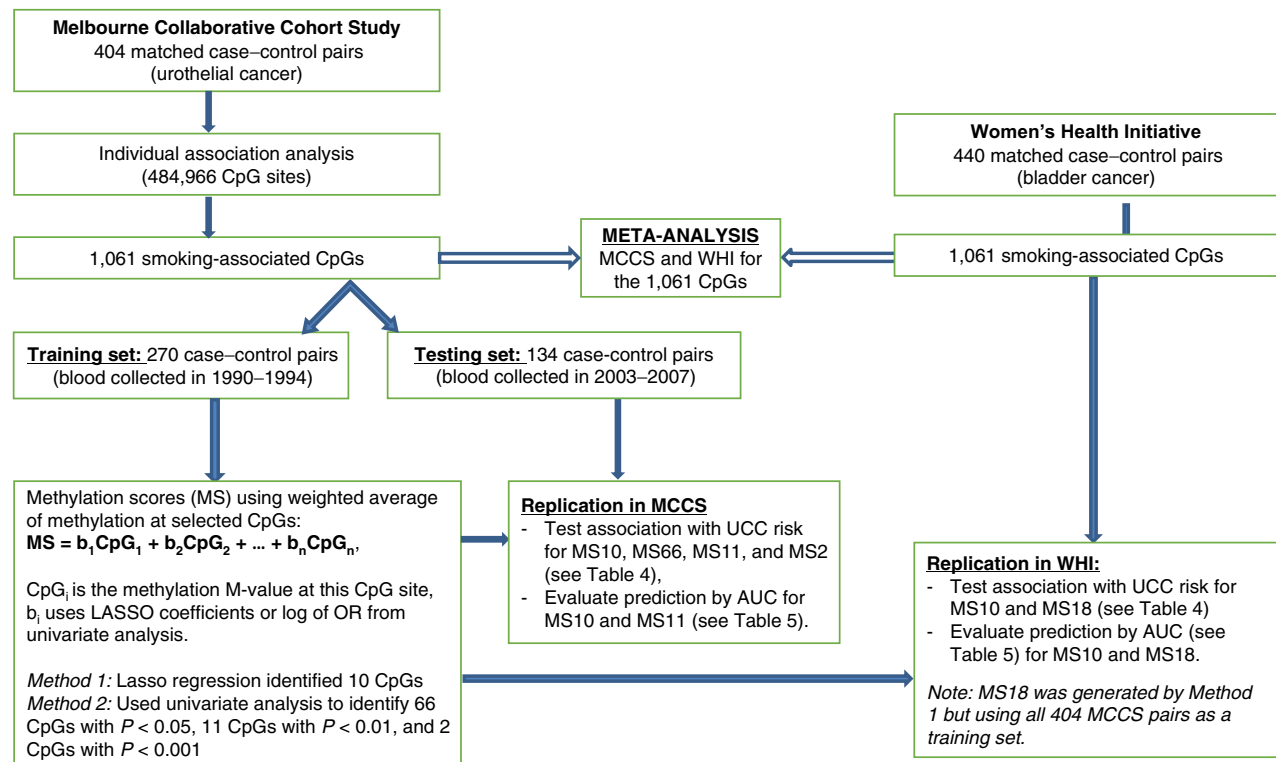 Melbourne Collaborative Cohort Study
404 matched case–control pairs
(urothelial cancer)
Individual association analysis
(484,966 CpG sites)
1,061 smoking-associated CpGs
META-ANALYSIS
MCCS and WHI for
the 1,061 CpGs
Women's Health Initiative
440 matched case–control pairs
(bladder cancer)
1,061 smoking-associated CpGs
Training set: 270 case–control pairs
(blood collected in 1990–1994)
Testing set: 134 case-control pairs
(blood collected in 2003–2007)
Methylation scores (MS) using weighted average
of methylation at selected CpGs:
MS = b1CpG1 + b2CpG2 + ... + bnCpGn,
CpGi is the methylation M-value at this CpG site,
bi uses LASSO coefficients or log of OR from
univariate analysis.
Method 1: Lasso regression identified 10 CpGs
Method 2: Used univariate analysis to identify 66
CpGs with P < 0.05, 11 CpGs with P < 0.01, and 2
CpGs with P < 0.001
Replication in MCCS
- Test association with UCC risk
for MS10, MS66, MS11, and MS2
(see Table 4),
- Evaluate prediction by AUC for
MS10 and MS11 (see Table 5).
Replication in WHI:
- Test association with UCC risk for
MS10 and MS18 (see Table 4)
- Evaluate prediction by AUC (see
Table 5) for MS10 and MS18.
Note: MS18 was generated by Method
1 but using all 404 MCCS pairs as a
training set.